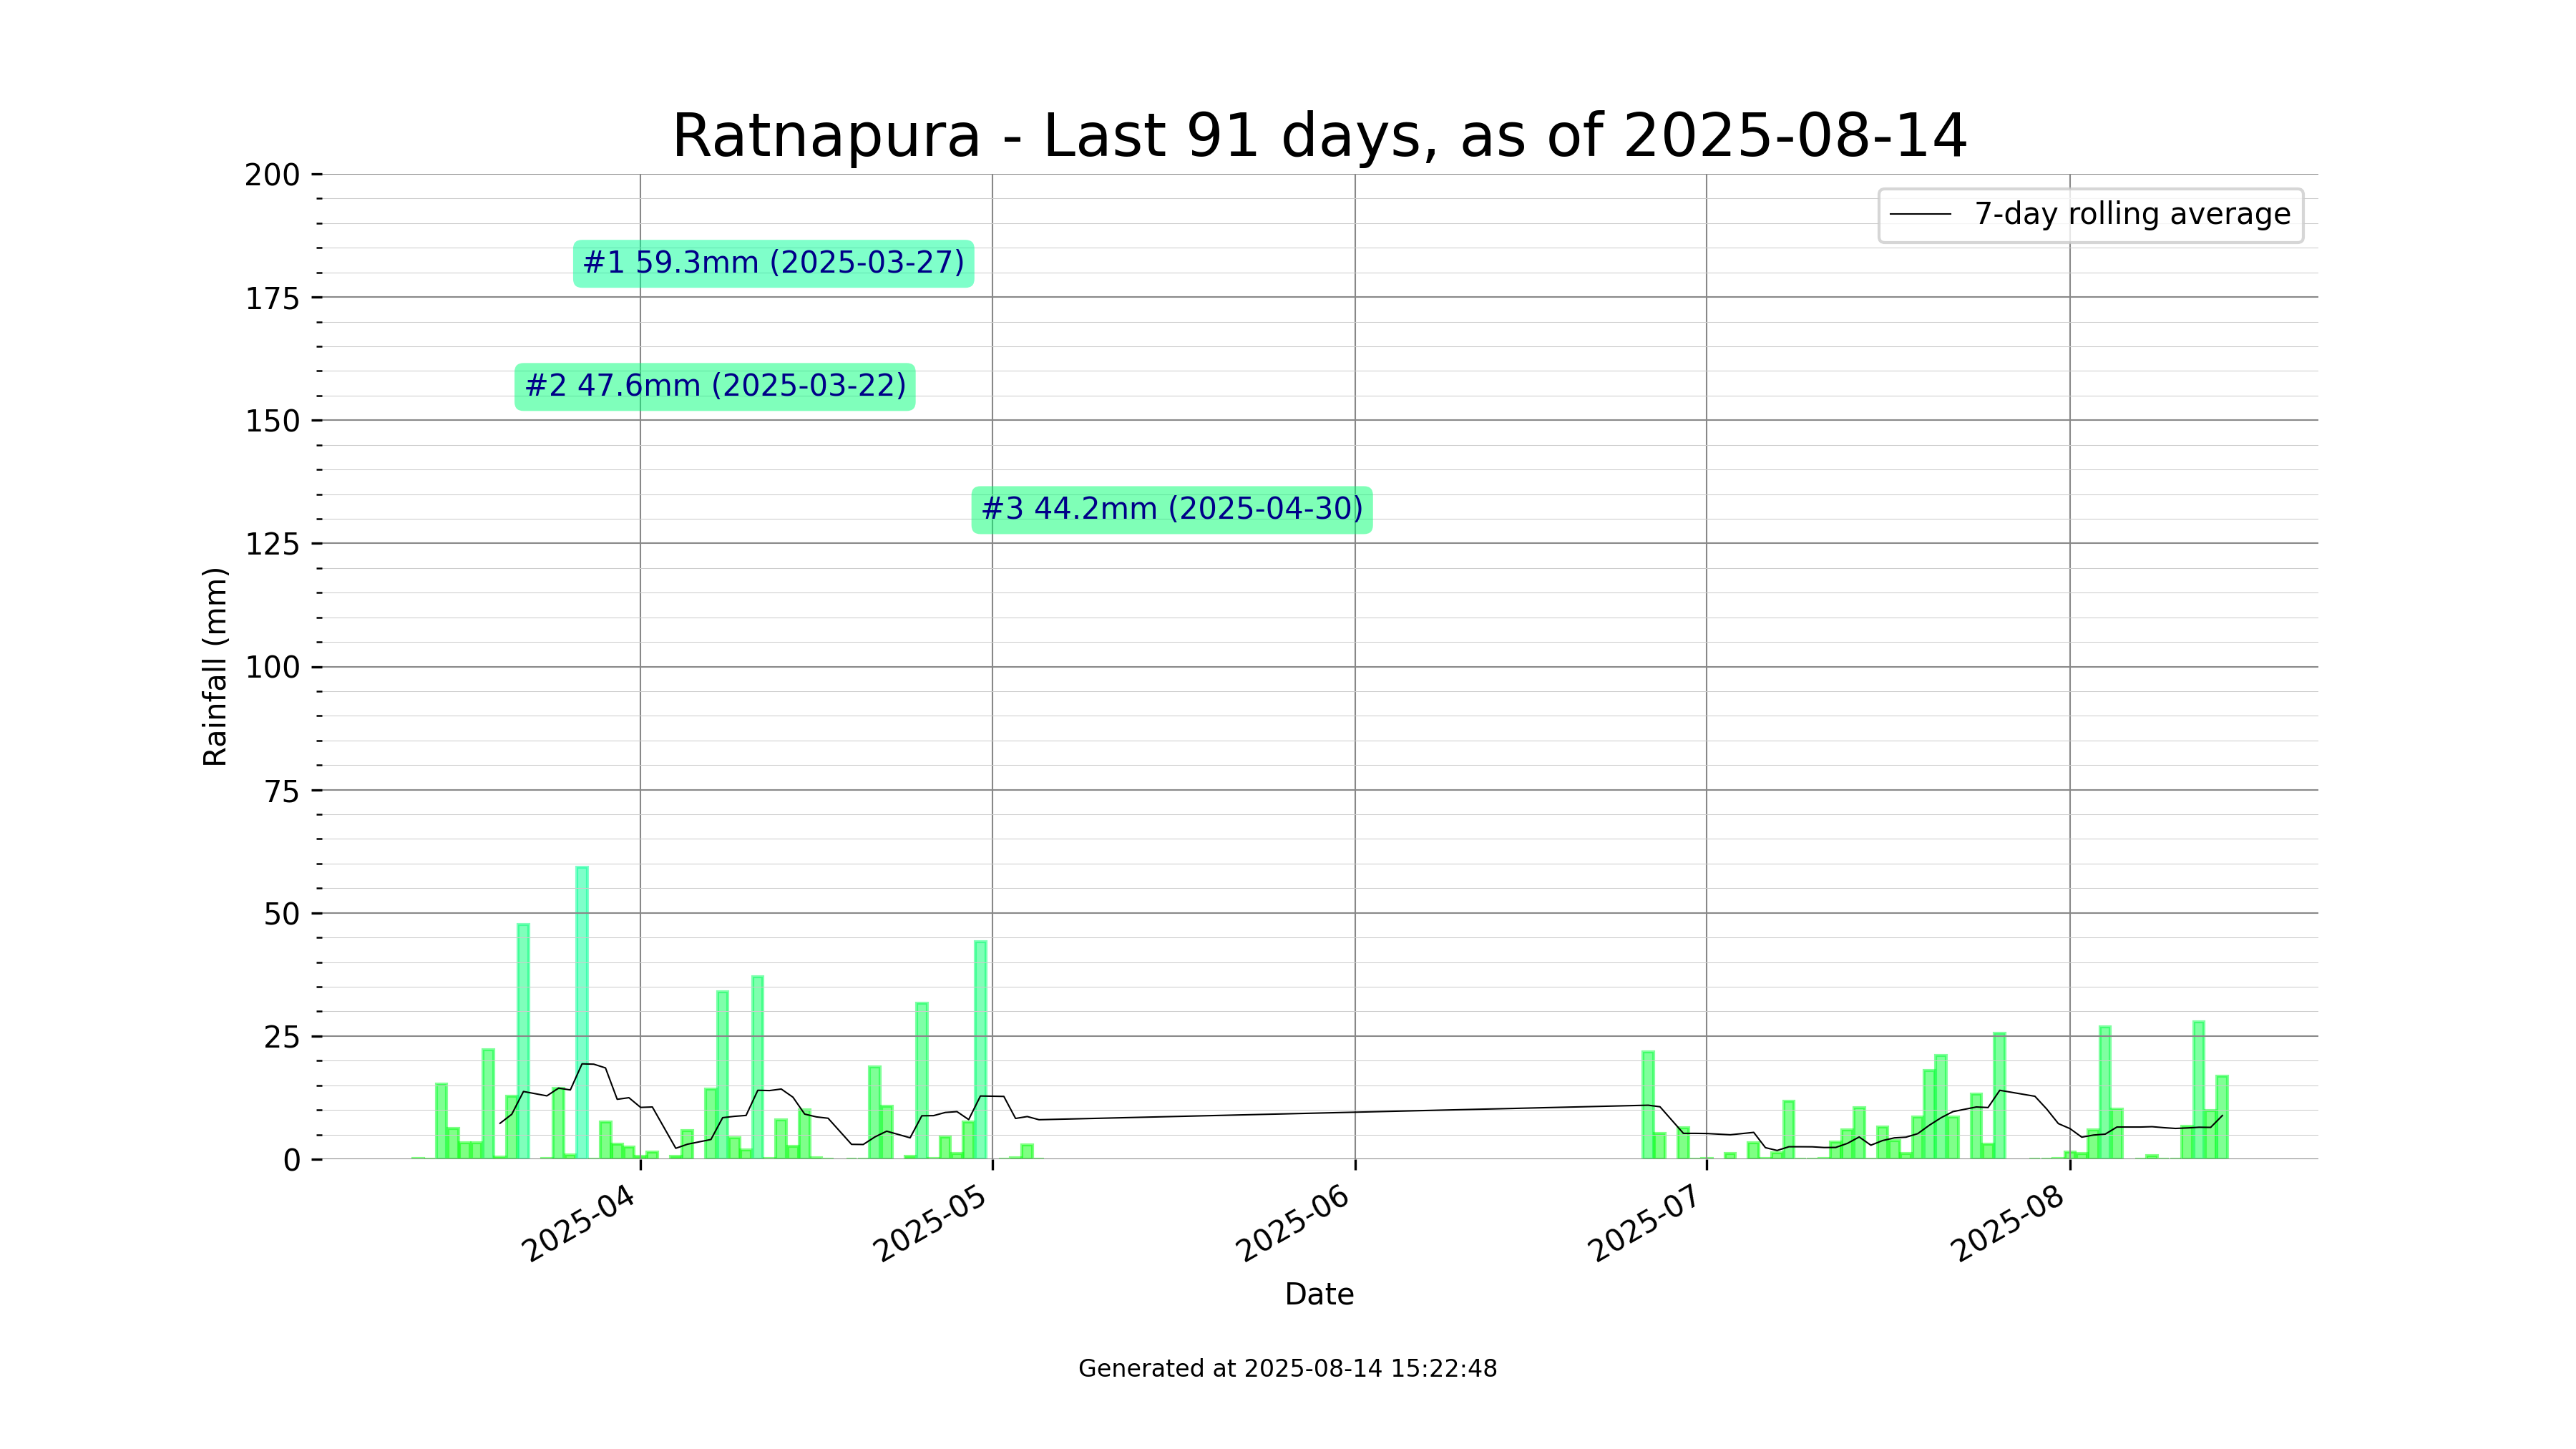 Ratnapura - Last 91 days, as of 2025-08-14
7-day rolling average
#1 59.3mm (2025-03-27)
#2 47.6mm (2025-03-22)
#3 44.2mm (2025-04-30)
200
175
150
125
100
75
50
25
0
Rainfall (mm)
2025-04
2025-05
2025-06
2025-07
2025-08
Date
Generated at 2025-08-14 15:22:48